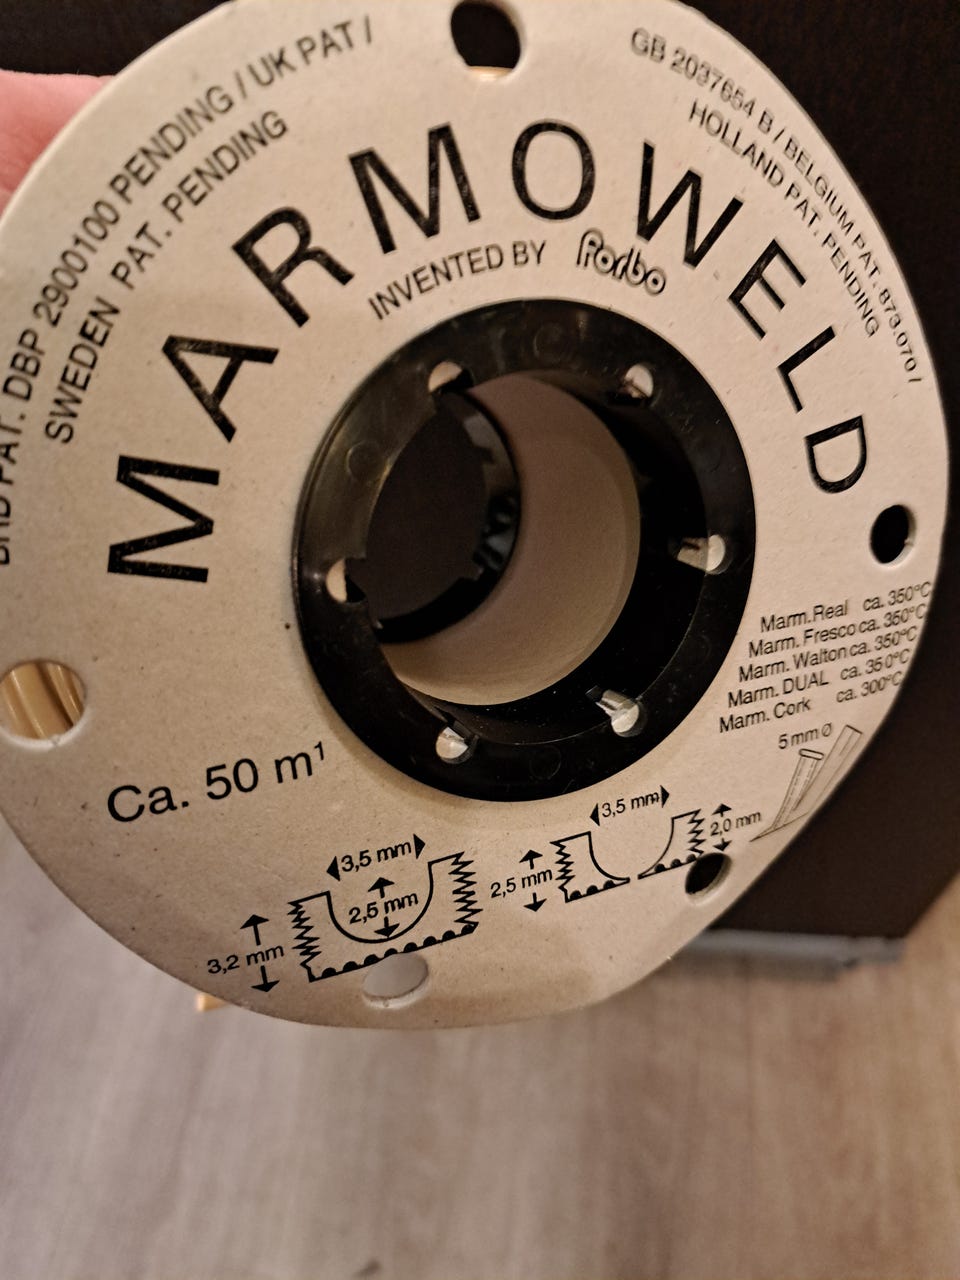 BRD PAT. DBP 2900100 PENDING / UK PAT /
GB 2037654 B / BELGIUM PAT. 873.070 /
SWEDEN PAT. PENDING
HOLLAND PAT. PENDING
MARMOWELD
INVENTED BY Forbo
Marm.Real ca. 350°C
Marm. Fresco ca. 350°C
Marm. Walton ca. 350°C
Marm. DUAL ca. 350°C
Marm. Cork ca. 300°C
5 mm Ø
Ca. 50 m¹
3,5 mm
2,5 mm
3,2 mm
3,5 mm
2,0 mm
2,5 mm